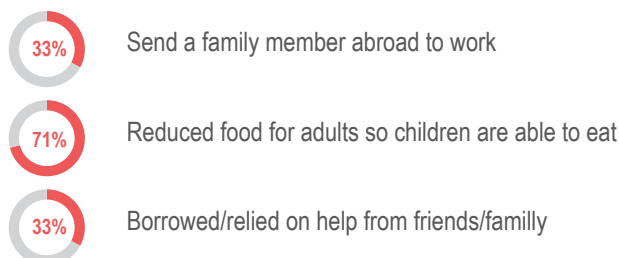 33% Send a family member abroad to work
71% Reduced food for adults so children are able to eat
33% Borrowed/relied on help from friends/familly